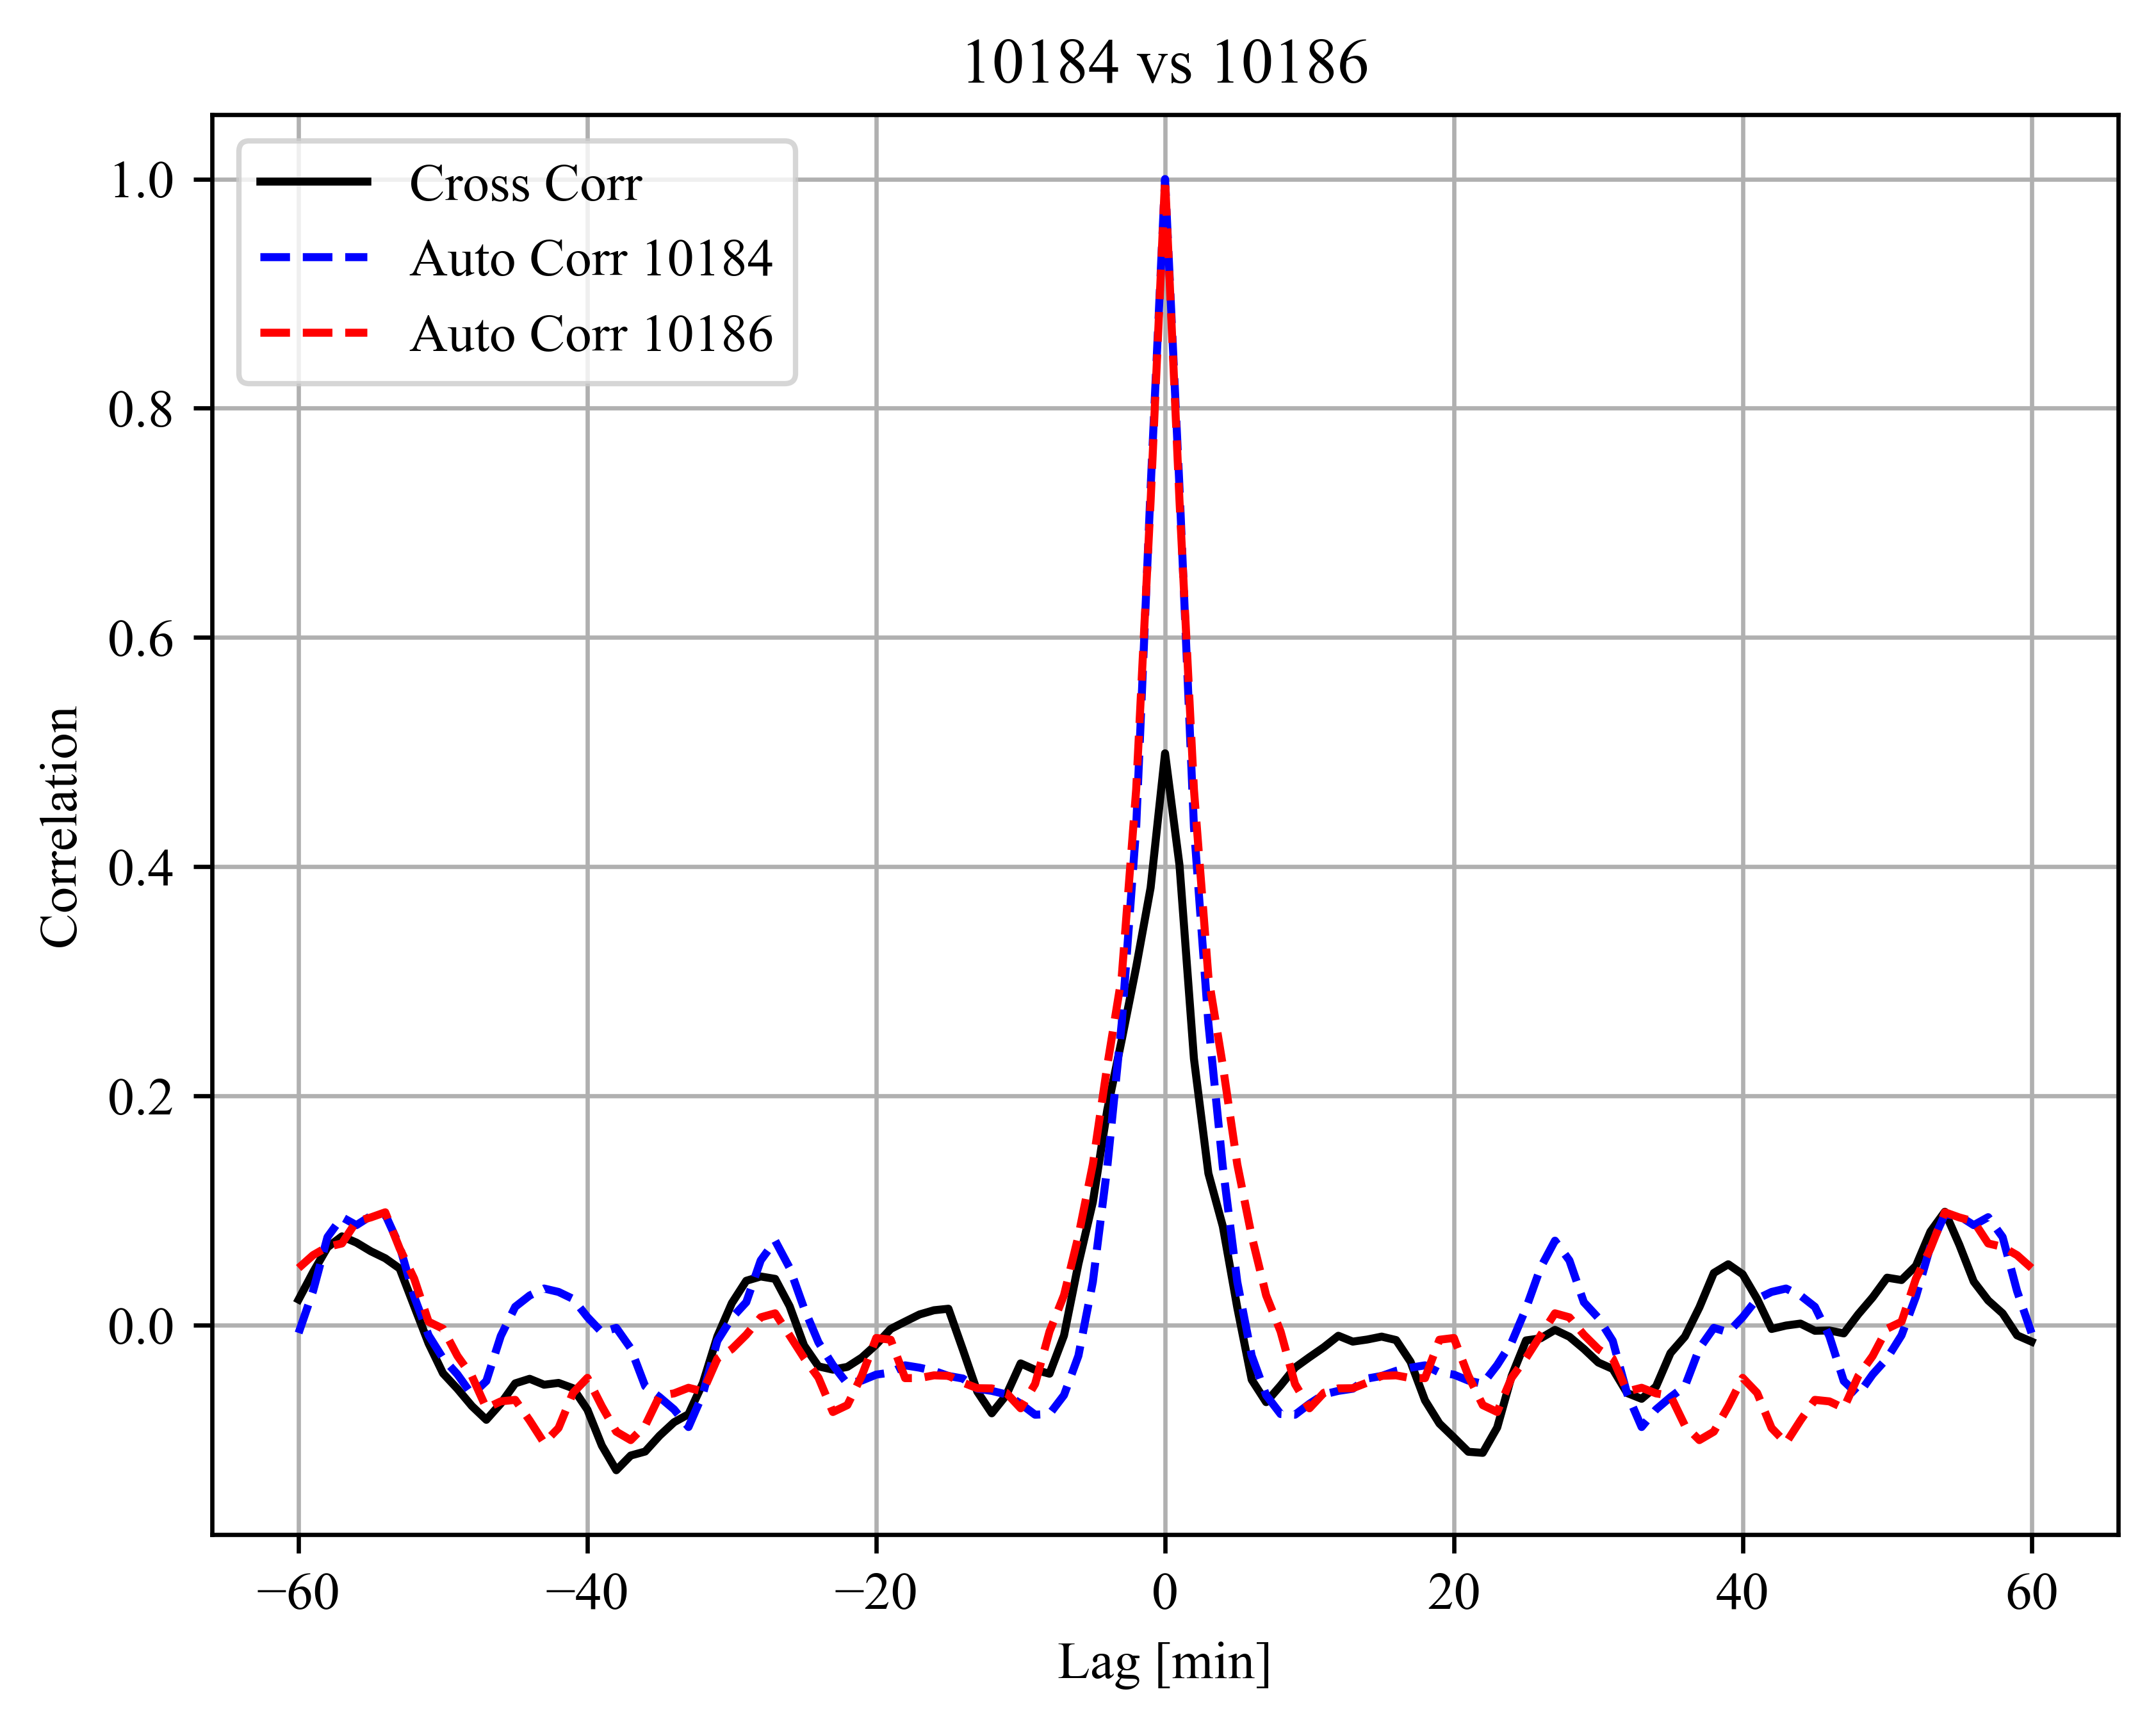 10184 vs 10186
Cross Corr
Auto Corr 10184
Auto Corr 10186
1.0
0.8
0.6
0.4
0.2
0.0
Correlation
−60 −40 −20 0 20 40 60
Lag [min]